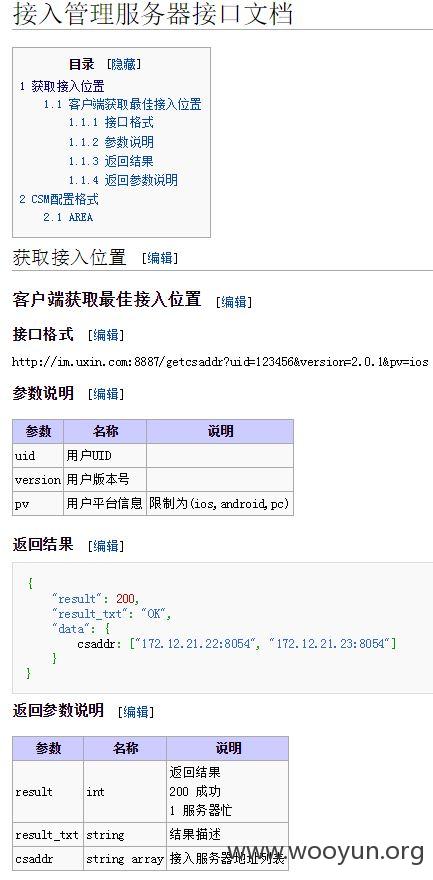 接入管理服务器接口文档
目录 [隐藏]
1 获取接入位置
1.1 客户端获取最佳接入位置
1.1.1 接口格式
1.1.2 参数说明
1.1.3 返回结果
1.1.4 返回参数说明
2 CSM配置格式
2.1 AREA
获取接入位置 [编辑]
客户端获取最佳接入位置 [编辑]
接口格式 [编辑]
http://im.uxin.com:8887/getcsaddr?uid=123456&version=2.0.1&pv=ios
参数说明 [编辑]
参数 名称 说明
uid 用户UID
version 用户版本号
pv 用户平台信息 限制为(ios,android,pc)
返回结果 [编辑]
{
"result": 200,
"result_txt": "OK",
"data": {
csaddr: ["172.12.21.22:8054", "172.12.21.23:8054"]
}
}
返回参数说明 [编辑]
参数 名称 说明
result int 返回结果
200 成功
1 服务器忙
result_txt string 结果描述
csaddr string array 接入服务器地址列表
www.wooyun.org